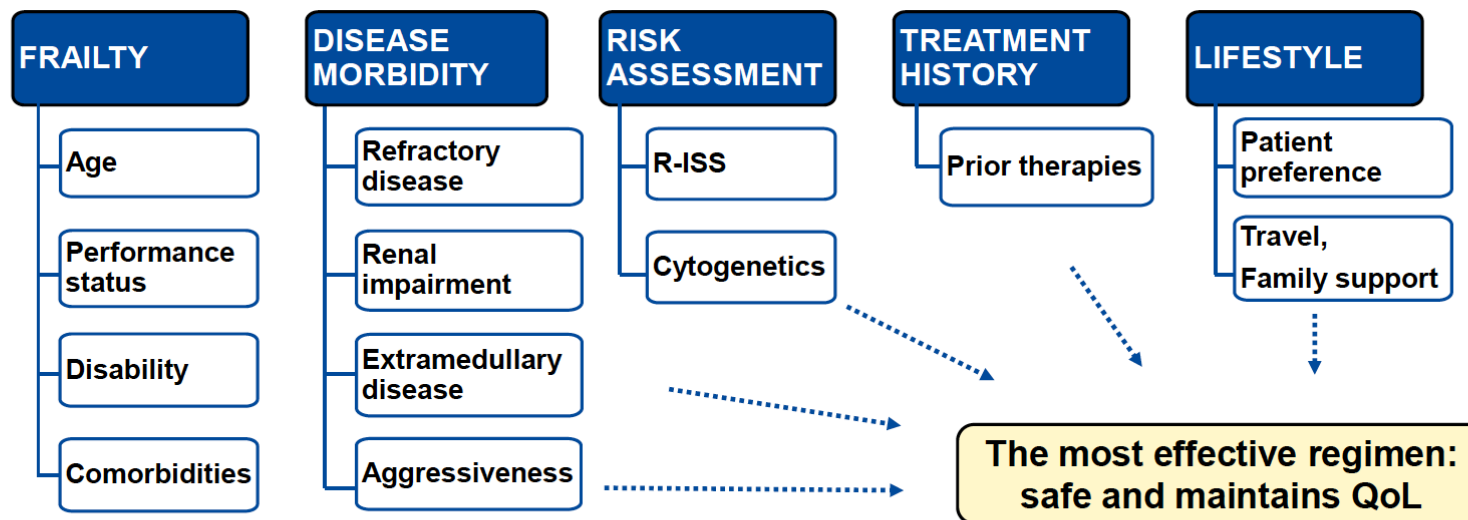 FRAILTY
Age
Performance
status
Disability
Comorbidities
DISEASE
MORBIDITY
Refractory
disease
Renal
impairment
Extramedullary
disease
Aggressiveness
RISK
ASSESSMENT
R-ISS
Cytogenetics
TREATMENT
HISTORY
Prior therapies
LIFESTYLE
Patient
preference
Travel,
Family support
The most effective regimen:
safe and maintains QoL